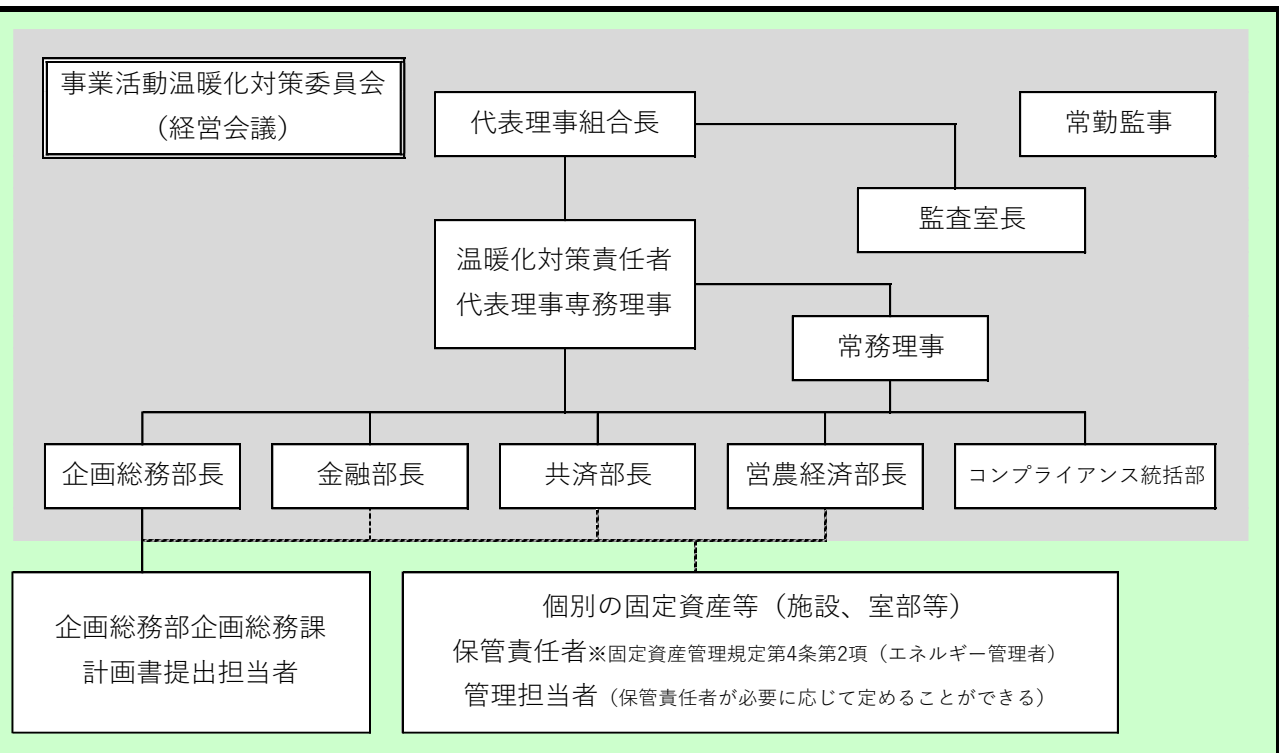 事業活動温暖化対策委員会
（経営会議）
代表理事組合長
常勤監事
監査室長
温暖化対策責任者
代表理事専務理事
常務理事
企画総務部長
金融部長
共済部長
営農経済部長
コンプライアンス統括部
企画総務部企画総務課
計画書提出担当者
個別の固定資産等（施設、室部等）
保管責任者※固定資産管理規定第4条第2項（エネルギー管理者）
管理担当者（保管責任者が必要に応じて定めることができる）